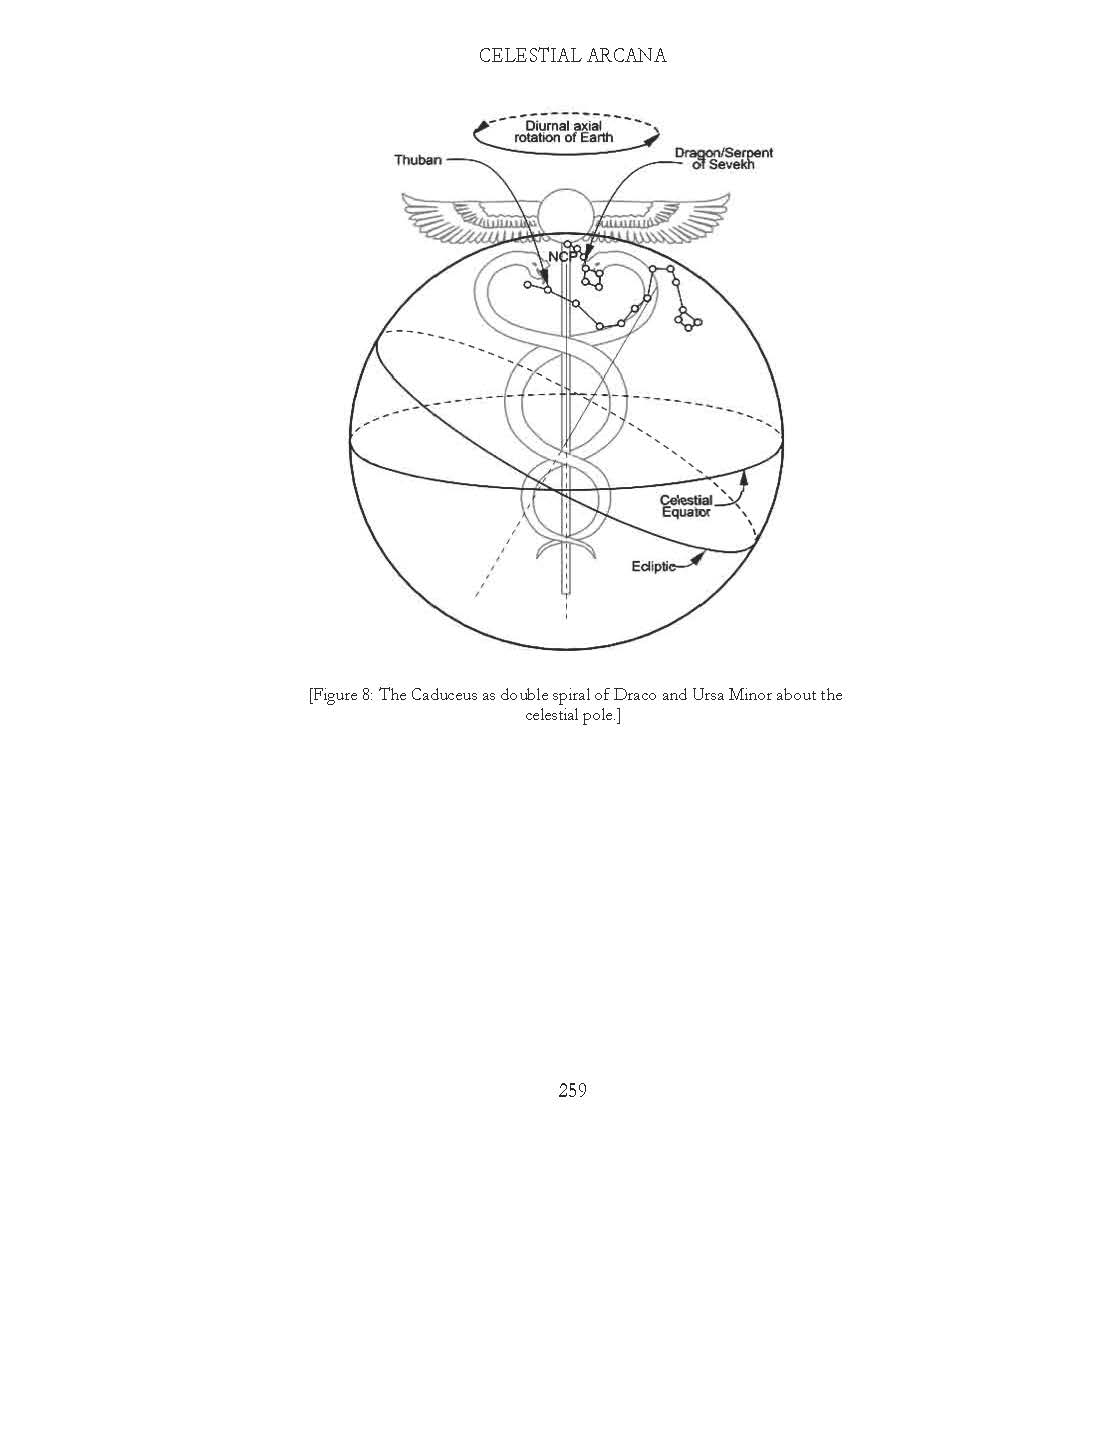 CELESTIAL ARCANA
Diurnal axial
rotation of Earth
Thuban
Dragon/Serpent
of Sevekh
NCP
Celestial
Equator
Ecliptic
[Figure 8: The Caduceus as double spiral of Draco and Ursa Minor about the
celestial pole.]
259